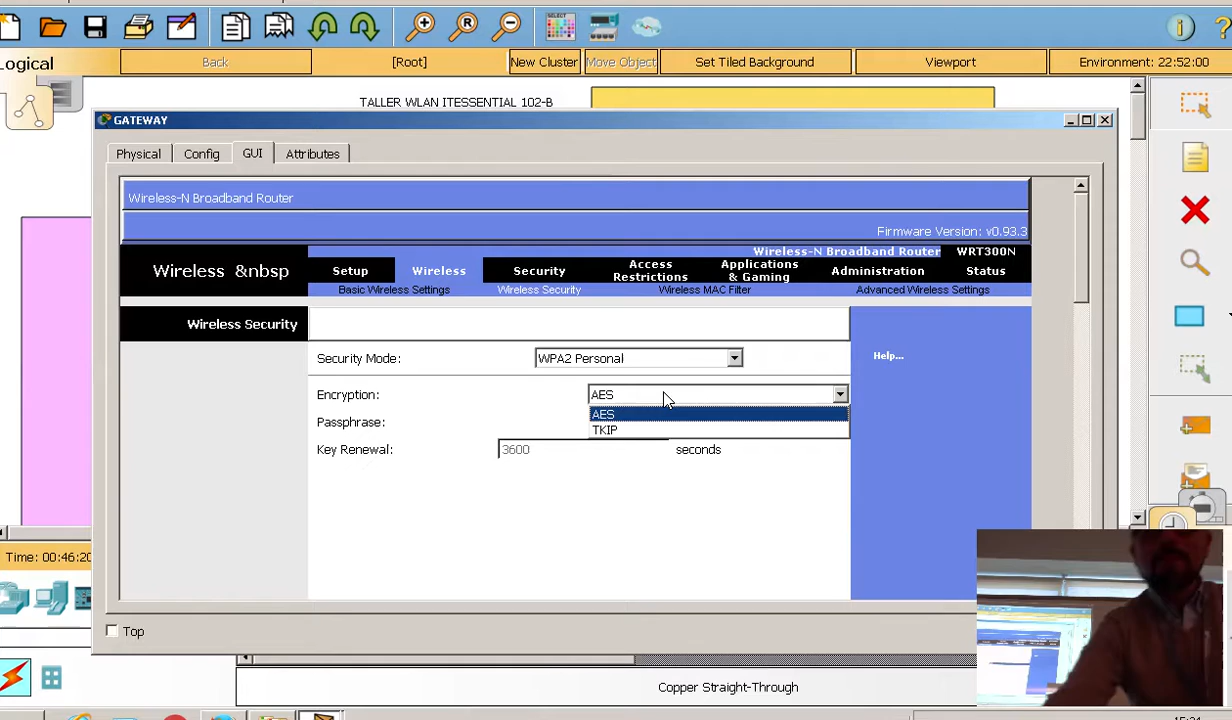 Logical
Back
[Root]
New Cluster
Move Object
Set Tiled Background
Viewport
Environment: 22:52:00
TALLER WLAN ITESSENTIAL 102-B
GATEWAY
Physical
Config
GUI
Attributes
Wireless-N Broadband Router
Firmware Version: v0.93.3
Wireless-N Broadband Router
WRT300N
Wireless &nbsp
Setup
Wireless
Security
Access
Restrictions
Applications
& Gaming
Administration
Status
Basic Wireless Settings
Wireless Security
Wireless MAC Filter
Advanced Wireless Settings
Wireless Security
Security Mode:
WPA2 Personal
Help...
Encryption:
AES
AES
TKIP
Passphrase:
Key Renewal:
3600
seconds
Time: 00:46:20
Top
Copper Straight-Through